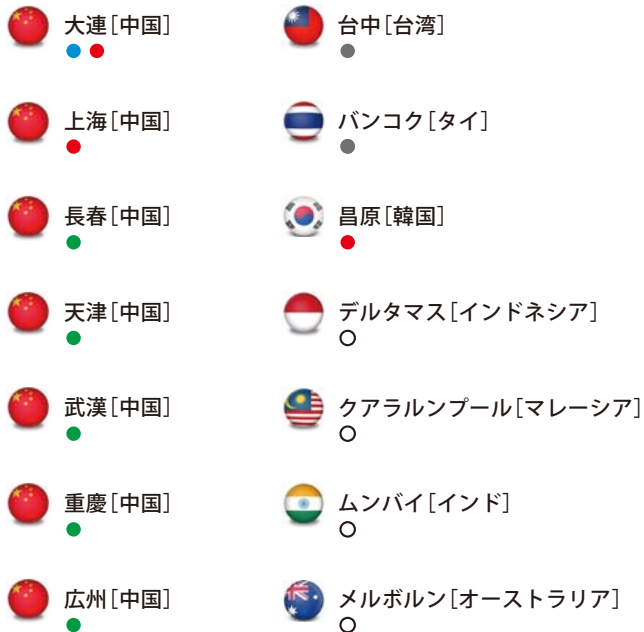 大連[中国]
上海[中国]
長春[中国]
天津[中国]
武漢[中国]
重慶[中国]
広州[中国]
台中[台湾]
バンコク[タイ]
昌原[韓国]
デルタマス[インドネシア]
クアラルンプール[マレーシア]
ムンバイ[インド]
メルボルン[オーストラリア]